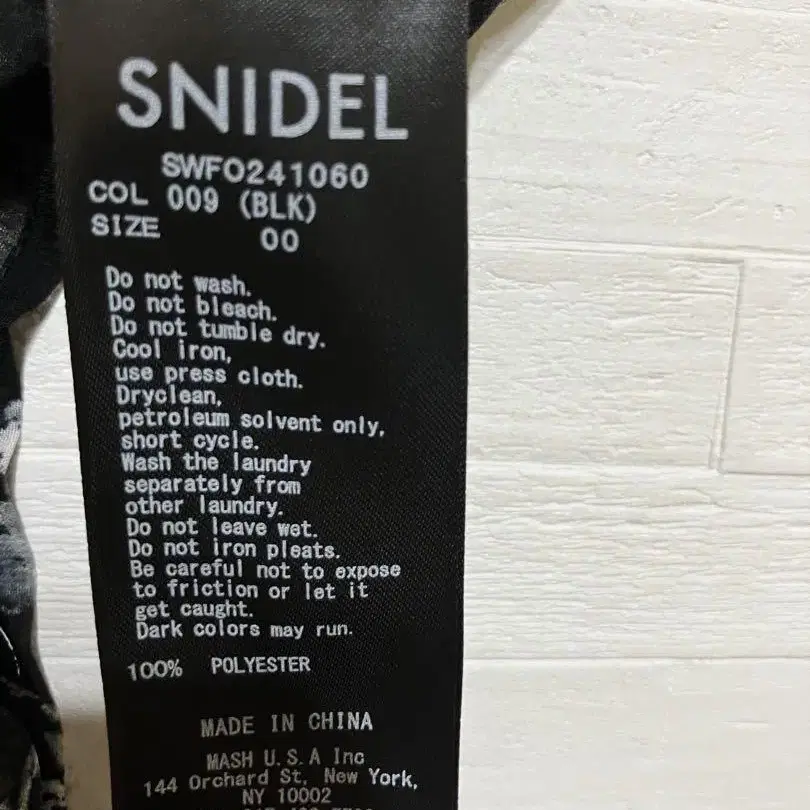 SNIDEL
SWFO241060
COL 009 (BLK)
SIZE 00
Do not wash.
Do not bleach.
Do not tumble dry.
Cool iron,
use press cloth.
Dryclean,
petroleum solvent only,
short cycle.
Wash the laundry
separately from
other laundry.
Do not leave wet.
Do not iron pleats.
Be careful not to expose
to friction or let it
get caught.
Dark colors may run.
100% POLYESTER
MADE IN CHINA
MASH U.S.A Inc
144 Orchard St, New York,
NY 10002